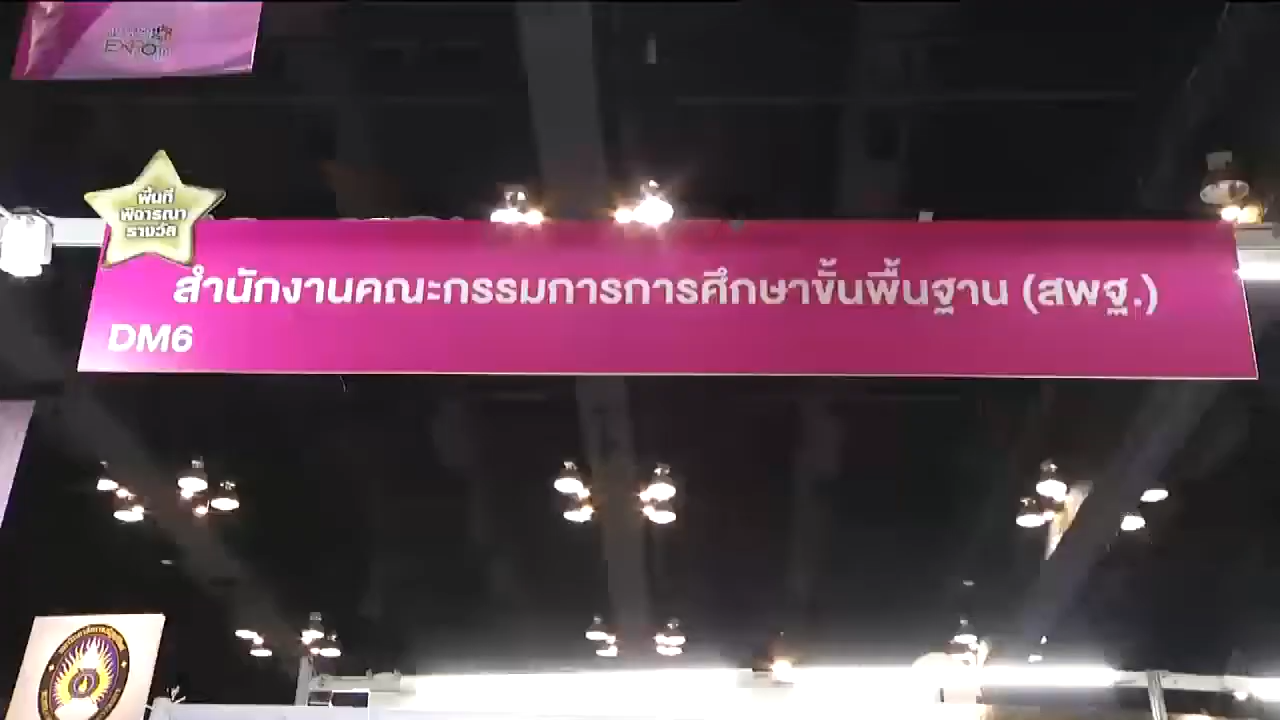 EXPO
พื้นที่
พิจารณา
รางวัล
สำนักงานคณะกรรมการการศึกษาขั้นพื้นฐาน (สพฐ.)
DM6